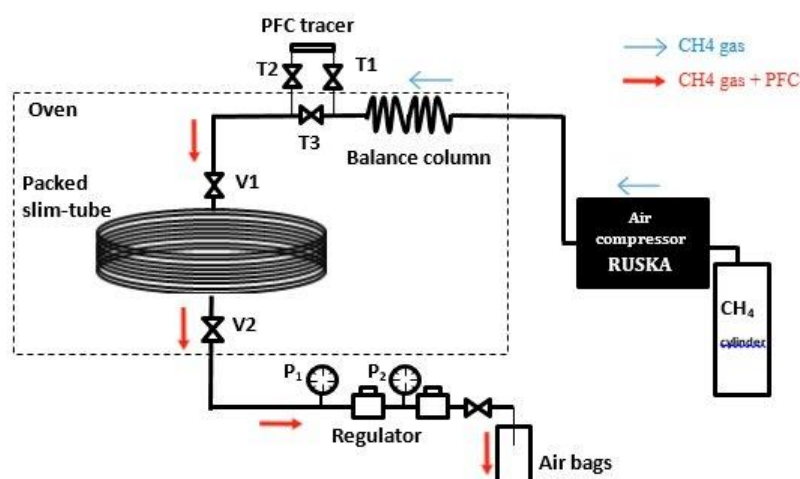 PFC tracer
T2
T1
CH4 gas
CH4 gas + PFC
Oven
T3
Balance column
Packed
slim-tube
V1
Air
compressor
RUSKA
CH₄
cylinder
V2
P₁
P₂
Regulator
Air bags